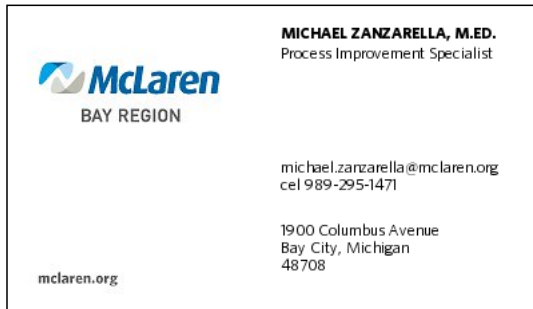 McLaren
BAY REGION
mclaren.org
MICHAEL ZANZARELLA, M.ED.
Process Improvement Specialist
michael.zanzarella@mclaren.org
cel 989-295-1471
1900 Columbus Avenue
Bay City, Michigan
48708